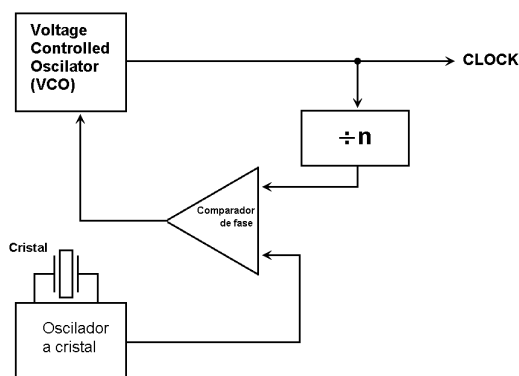 Voltage
Controlled
Oscilator
(VCO)
CLOCK
÷n
Comparador
de fase
Cristal
Oscilador
a cristal